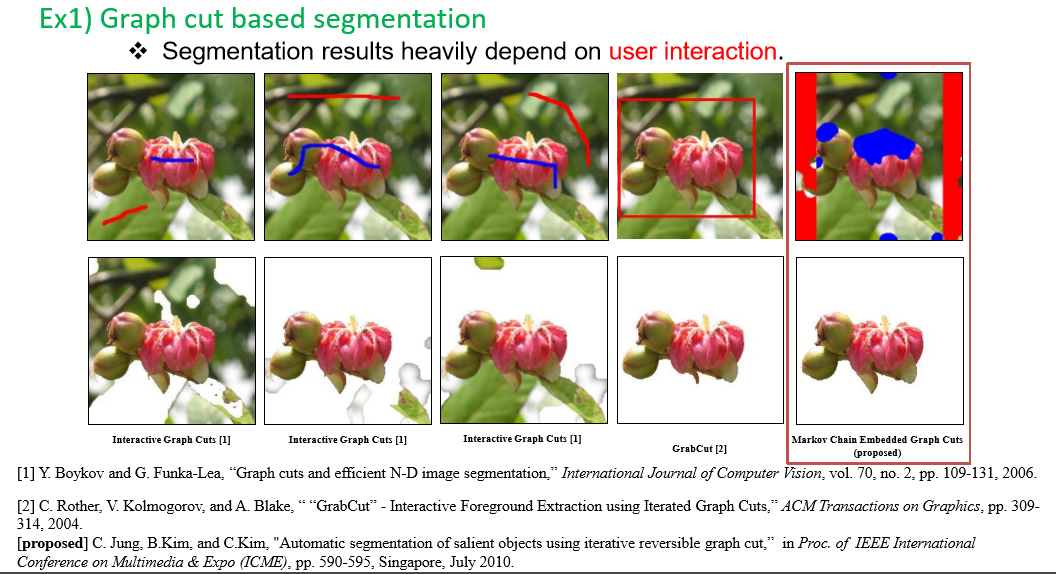 Ex1) Graph cut based segmentation
❖ Segmentation results heavily depend on user interaction.
Interactive Graph Cuts [1]
Interactive Graph Cuts [1]
Interactive Graph Cuts [1]
GrabCut [2]
Markov Chain Embedded Graph Cuts
(proposed)
[1] Y. Boykov and G. Funka-Lea, “Graph cuts and efficient N-D image segmentation,” International Journal of Computer Vision, vol. 70, no. 2, pp. 109-131, 2006.
[2] C. Rother, V. Kolmogorov, and A. Blake, “ “GrabCut” - Interactive Foreground Extraction using Iterated Graph Cuts,” ACM Transactions on Graphics, pp. 309-
314, 2004.
[proposed] C. Jung, B.Kim, and C.Kim, "Automatic segmentation of salient objects using iterative reversible graph cut,” in Proc. of IEEE International
Conference on Multimedia & Expo (ICME), pp. 590-595, Singapore, July 2010.